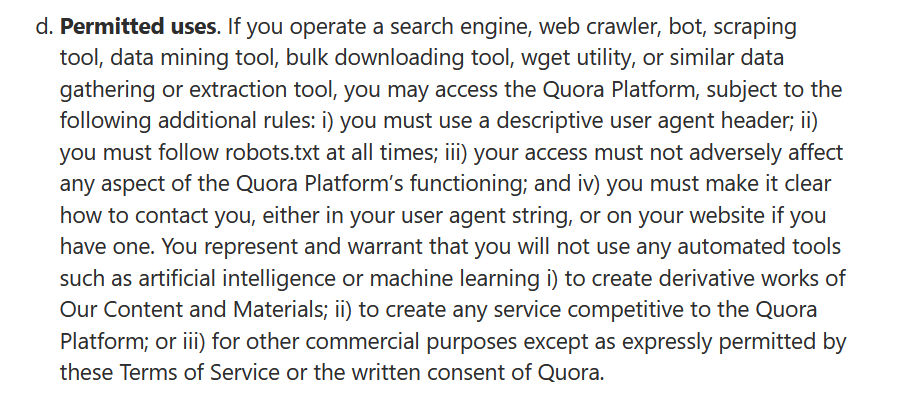 d. Permitted uses. If you operate a search engine, web crawler, bot, scraping
tool, data mining tool, bulk downloading tool, wget utility, or similar data
gathering or extraction tool, you may access the Quora Platform, subject to the
following additional rules: i) you must use a descriptive user agent header; ii)
you must follow robots.txt at all times; iii) your access must not adversely affect
any aspect of the Quora Platform’s functioning; and iv) you must make it clear
how to contact you, either in your user agent string, or on your website if you
have one. You represent and warrant that you will not use any automated tools
such as artificial intelligence or machine learning i) to create derivative works of
Our Content and Materials; ii) to create any service competitive to the Quora
Platform; or iii) for other commercial purposes except as expressly permitted by
these Terms of Service or the written consent of Quora.